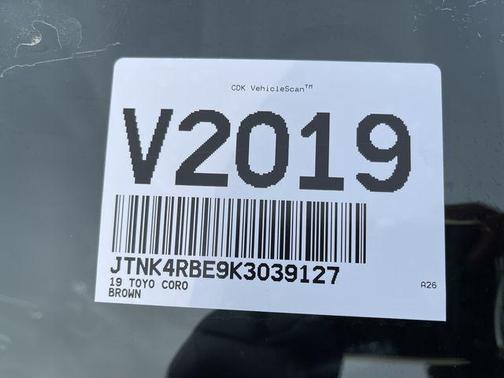 CDK VehicleScan™
V2019
JTNK4RBE9K3039127
19 TOYO CORO
BROWN
A26